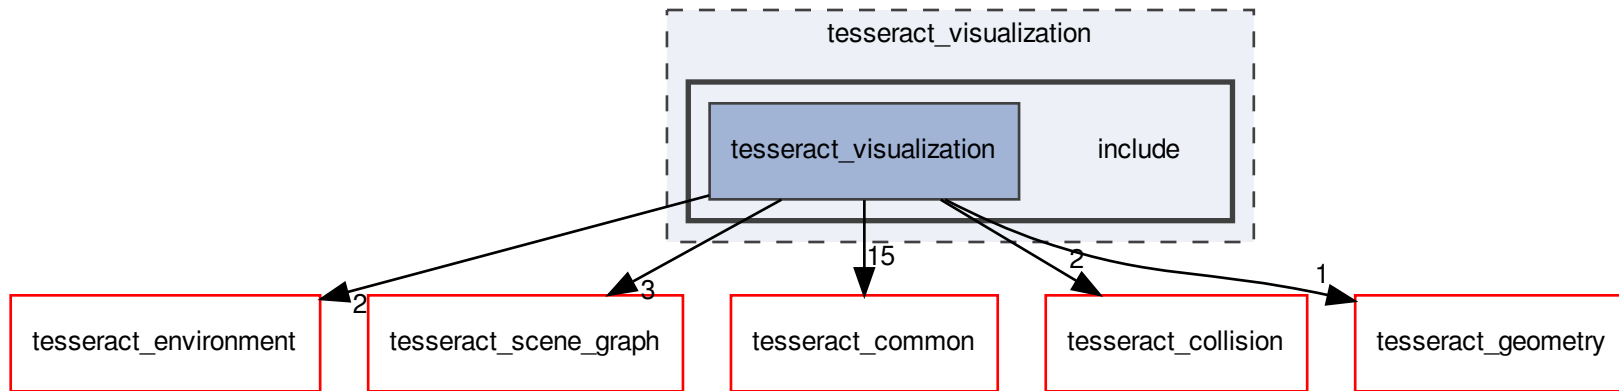 tesseract_visualization
tesseract_visualization
include
15
2
1
2
3
tesseract_environment
tesseract_scene_graph
tesseract_common
tesseract_collision
tesseract_geometry